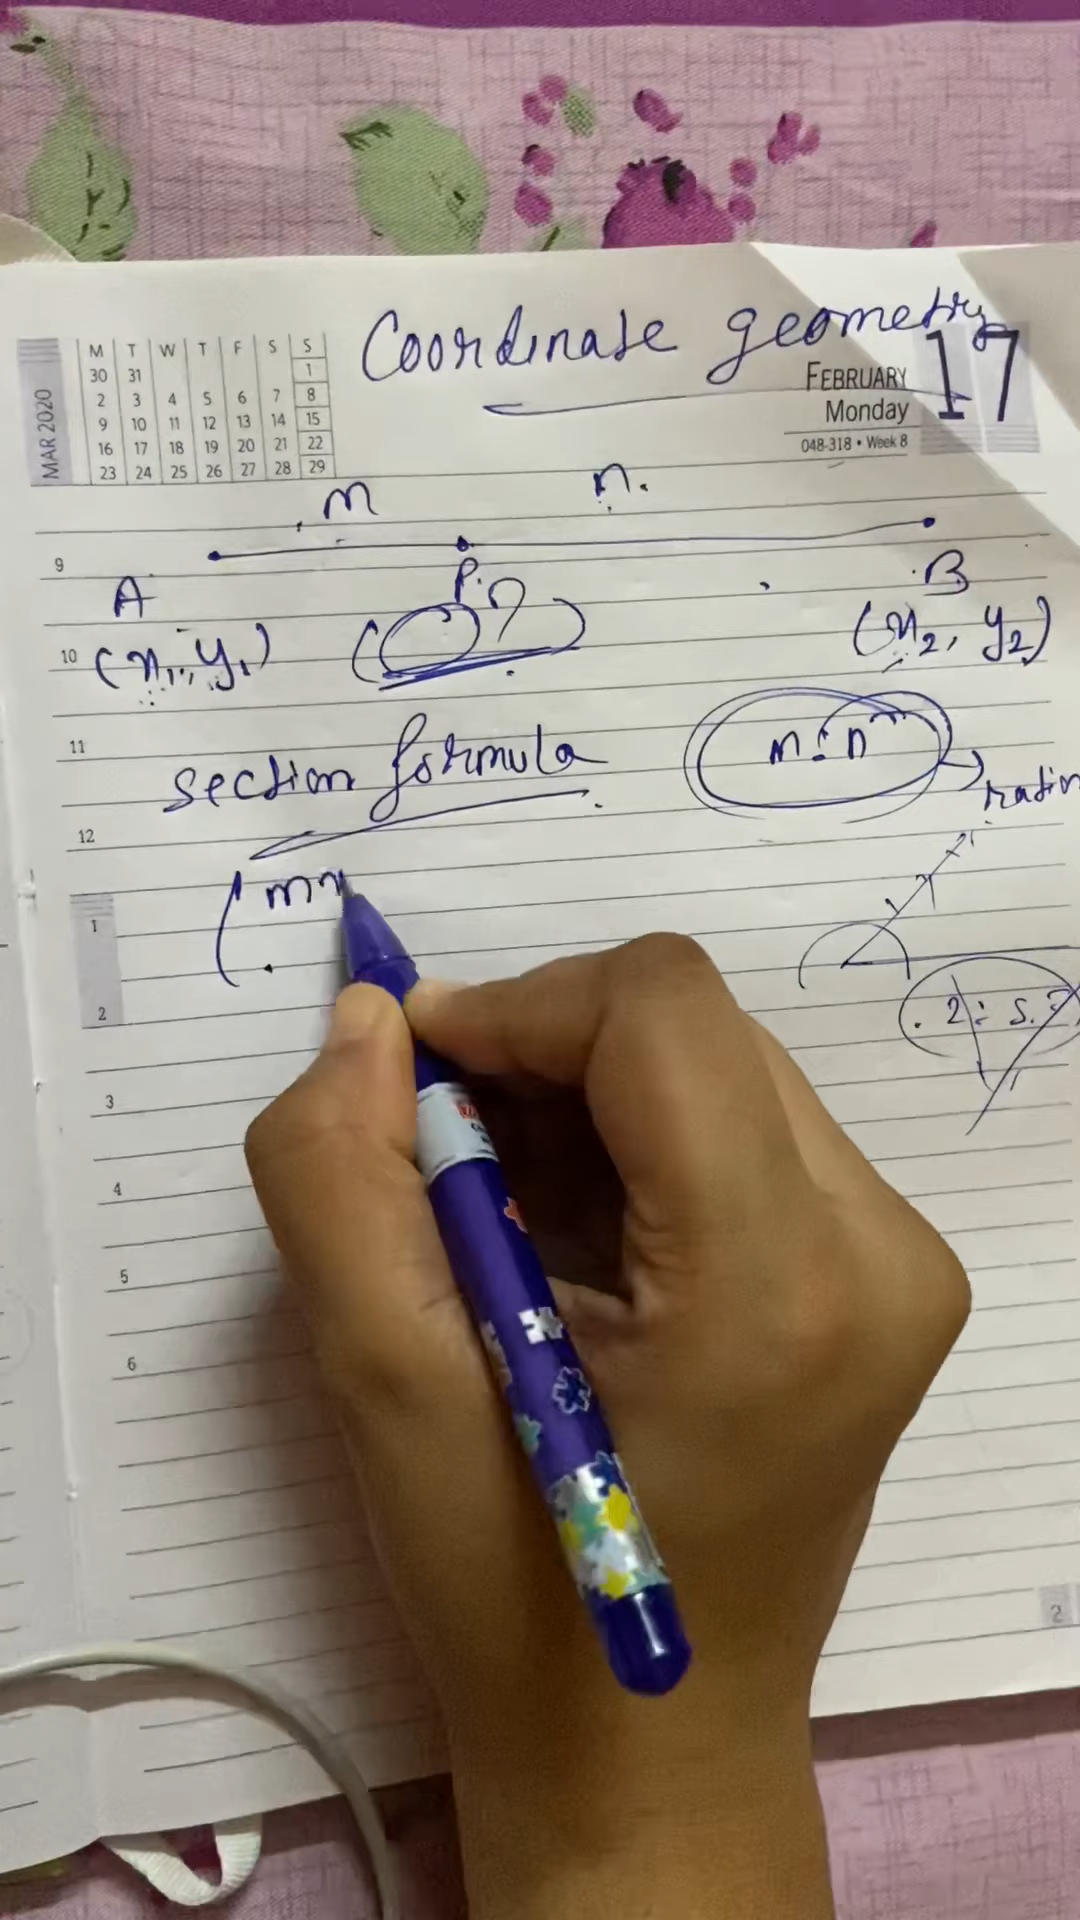 Coordinate geometry
MAR 2020
M T W T F S S
30 31 1
2 3 4 5 6 7 8
9 10 11 12 13 14 15
16 17 18 19 20 21 22
23 24 25 26 27 28 29
FEBRUARY 17
Monday
048-318 • Week 8
m n.
9
A P. ? B
10 (x₁, y₁) ( ) (x₂, y₂)
11
section formula m : n
ratio
12
( mx
1
2 : 5.
2
3
4
5
6
2